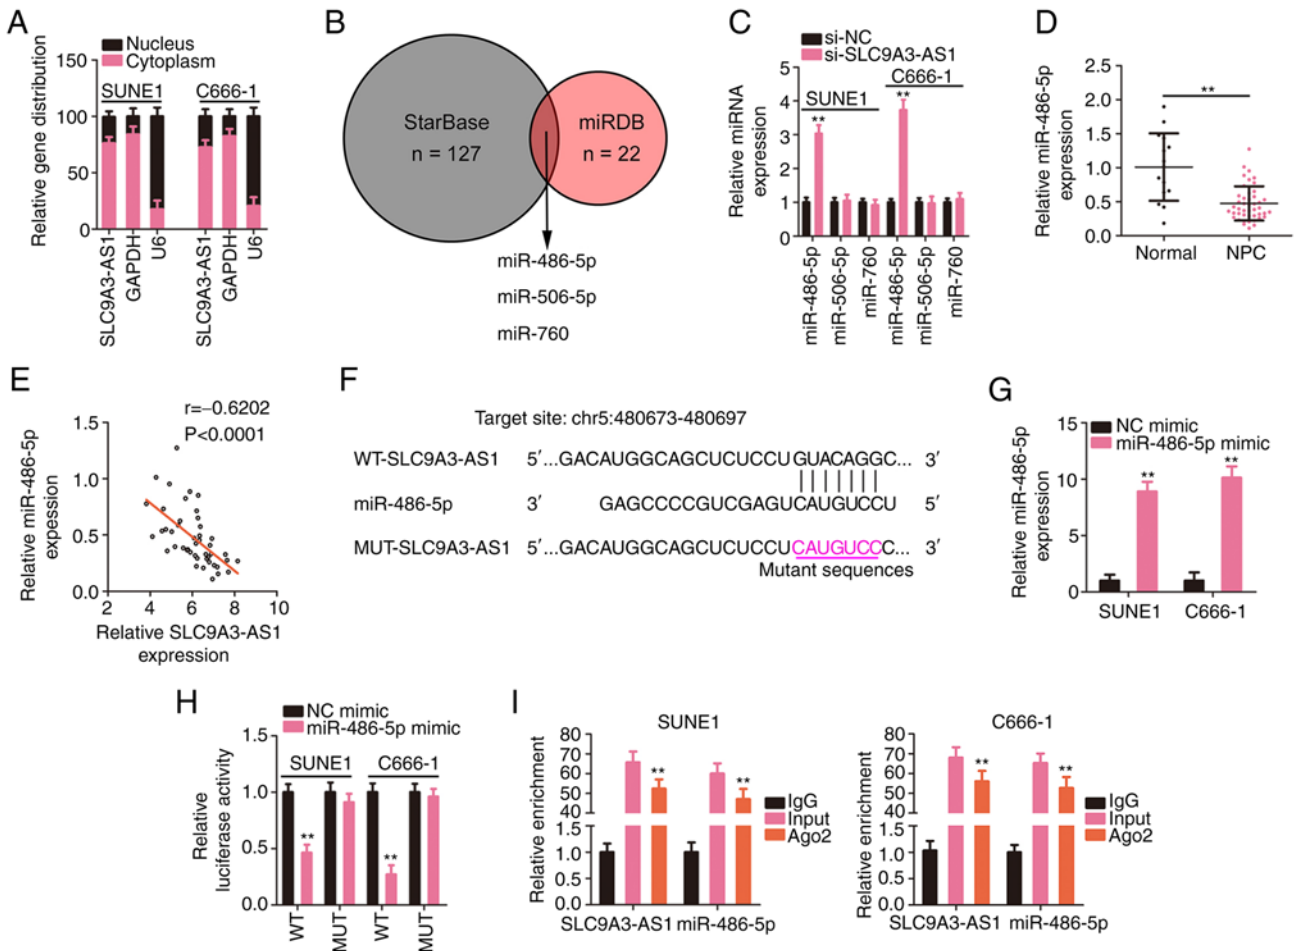 A
Nucleus
Cytoplasm
Relative gene distribution
150
100
50
0
SUNE1
C666-1
SLC9A3-AS1
GAPDH
U6
SLC9A3-AS1
GAPDH
U6
B
StarBase
n = 127
miRDB
n = 22
miR-486-5p
miR-506-5p
miR-760
C
si-NC
si-SLC9A3-AS1
Relative miRNA
expression
5
4
3
2
1
0
SUNE1
C666-1
**
**
miR-486-5p
miR-506-5p
miR-760
miR-486-5p
miR-506-5p
miR-760
D
Relative miR-486-5p
expression
2.5
2.0
1.5
1.0
0.5
0.0
**
Normal
NPC
E
r=−0.6202
P<0.0001
Relative miR-486-5p
expession
1.5
1.0
0.5
0.0
2 4 6 8 10
Relative SLC9A3-AS1
expression
F
Target site: chr5:480673-480697
WT-SLC9A3-AS1 5′...GACAUGGCAGCUCUCCUGUACAGGC... 3′
miR-486-5p 3′ GAGCCCCGUCGAGUCAUGUCCU 5′
MUT-SLC9A3-AS1 5′...GACAUGGCAGCUCUCCUCAUGUCCC... 3′
Mutant sequences
G
NC mimic
miR-486-5p mimic
Relative miR-486-5p
expression
15
10
5
0
**
**
SUNE1
C666-1
H
NC mimic
miR-486-5p mimic
Relative
luciferase activity
1.5
1.0
0.5
0.0
SUNE1
C666-1
**
**
WT
MUT
WT
MUT
I
SUNE1
Relative enrichment
80
70
60
50
40
1.5
1.0
0.5
0.0
**
**
SLC9A3-AS1 miR-486-5p
IgG
Input
Ago2
C666-1
Relative enrichment
80
70
60
50
40
1.5
1.0
0.5
0.0
**
**
SLC9A3-AS1 miR-486-5p
IgG
Input
Ago2